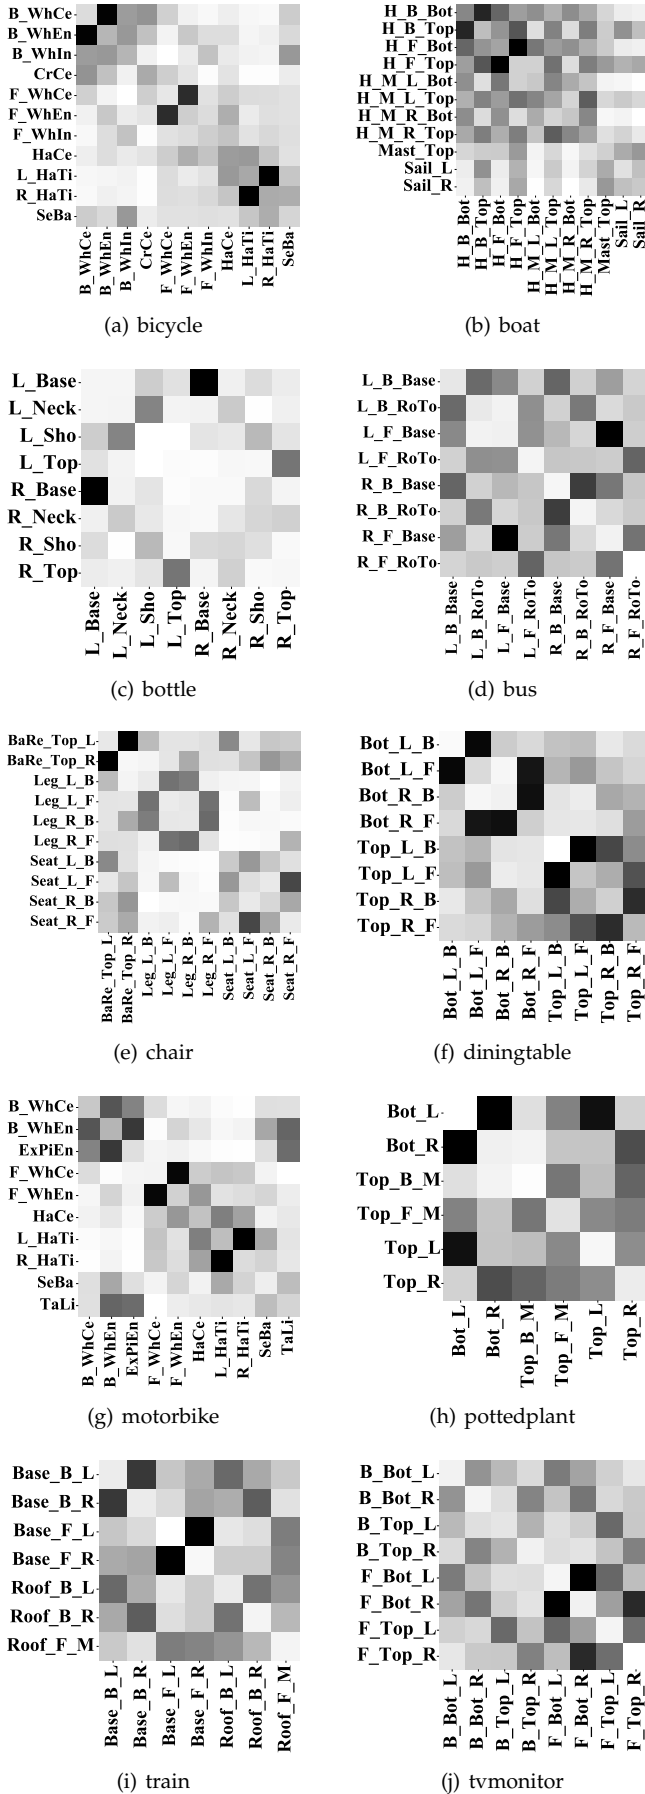 B_WhCe
B_WhEn
B_WhIn
CrCe
F_WhCe
F_WhEn
F_WhIn
HaCe
L_HaTi
R_HaTi
SeBa
B_WhCe
B_WhEn
B_WhIn
CrCe
F_WhCe
F_WhEn
F_WhIn
HaCe
L_HaTi
R_HaTi
SeBa
(a) bicycle
H_B_Bot
H_B_Top
H_F_Bot
H_F_Top
H_M_L_Bot
H_M_L_Top
H_M_R_Bot
H_M_R_Top
Mast_Top
Sail_L
Sail_R
H_B_Bot
H_B_Top
H_F_Bot
H_F_Top
H_M_L_Bot
H_M_L_Top
H_M_R_Bot
H_M_R_Top
Mast_Top
Sail_L
Sail_R
(b) boat
L_Base
L_Neck
L_Sho
L_Top
R_Base
R_Neck
R_Sho
R_Top
L_Base
L_Neck
L_Sho
L_Top
R_Base
R_Neck
R_Sho
R_Top
(c) bottle
L_B_Base
L_B_RoTo
L_F_Base
L_F_RoTo
R_B_Base
R_B_RoTo
R_F_Base
R_F_RoTo
L_B_Base
L_B_RoTo
L_F_Base
L_F_RoTo
R_B_Base
R_B_RoTo
R_F_Base
R_F_RoTo
(d) bus
BaRe_Top_L
BaRe_Top_R
Leg_L_B
Leg_L_F
Leg_R_B
Leg_R_F
Seat_L_B
Seat_L_F
Seat_R_B
Seat_R_F
BaRe_Top_L
BaRe_Top_R
Leg_L_B
Leg_L_F
Leg_R_B
Leg_R_F
Seat_L_B
Seat_L_F
Seat_R_B
Seat_R_F
(e) chair
Bot_L_B
Bot_L_F
Bot_R_B
Bot_R_F
Top_L_B
Top_L_F
Top_R_B
Top_R_F
Bot_L_B
Bot_L_F
Bot_R_B
Bot_R_F
Top_L_B
Top_L_F
Top_R_B
Top_R_F
(f) diningtable
B_WhCe
B_WhEn
ExPiEn
F_WhCe
F_WhEn
HaCe
L_HaTi
R_HaTi
SeBa
TaLi
B_WhCe
B_WhEn
ExPiEn
F_WhCe
F_WhEn
HaCe
L_HaTi
R_HaTi
SeBa
TaLi
(g) motorbike
Bot_L
Bot_R
Top_B_M
Top_F_M
Top_L
Top_R
Bot_L
Bot_R
Top_B_M
Top_F_M
Top_L
Top_R
(h) pottedplant
Base_B_L
Base_B_R
Base_F_L
Base_F_R
Roof_B_L
Roof_B_R
Roof_F_M
Base_B_L
Base_B_R
Base_F_L
Base_F_R
Roof_B_L
Roof_B_R
Roof_F_M
(i) train
B_Bot_L
B_Bot_R
B_Top_L
B_Top_R
F_Bot_L
F_Bot_R
F_Top_L
F_Top_R
B_Bot_L
B_Bot_R
B_Top_L
B_Top_R
F_Bot_L
F_Bot_R
F_Top_L
F_Top_R
(j) tvmonitor